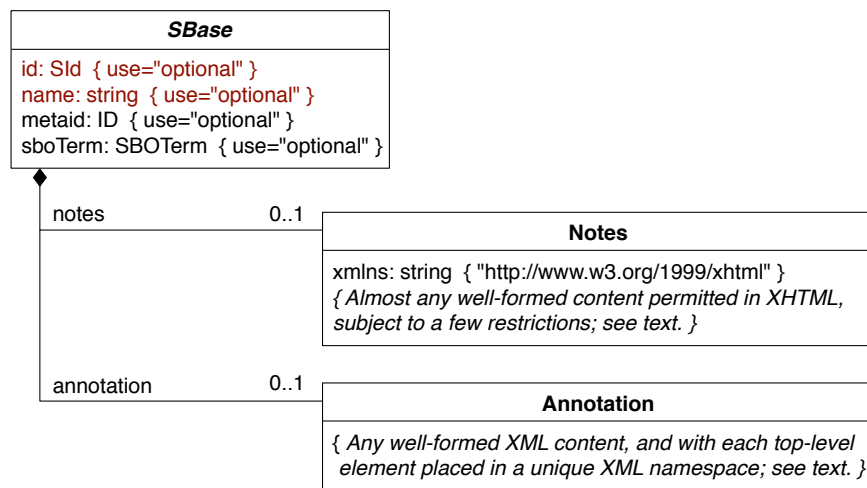 SBase
id: SId { use="optional" }
name: string { use="optional" }
metaid: ID { use="optional" }
sboTerm: SBOTerm { use="optional" }
notes
0..1
Notes
xmlns: string { "http://www.w3.org/1999/xhtml" }
{ Almost any well-formed content permitted in XHTML,
subject to a few restrictions; see text. }
annotation
0..1
Annotation
{ Any well-formed XML content, and with each top-level
element placed in a unique XML namespace; see text. }